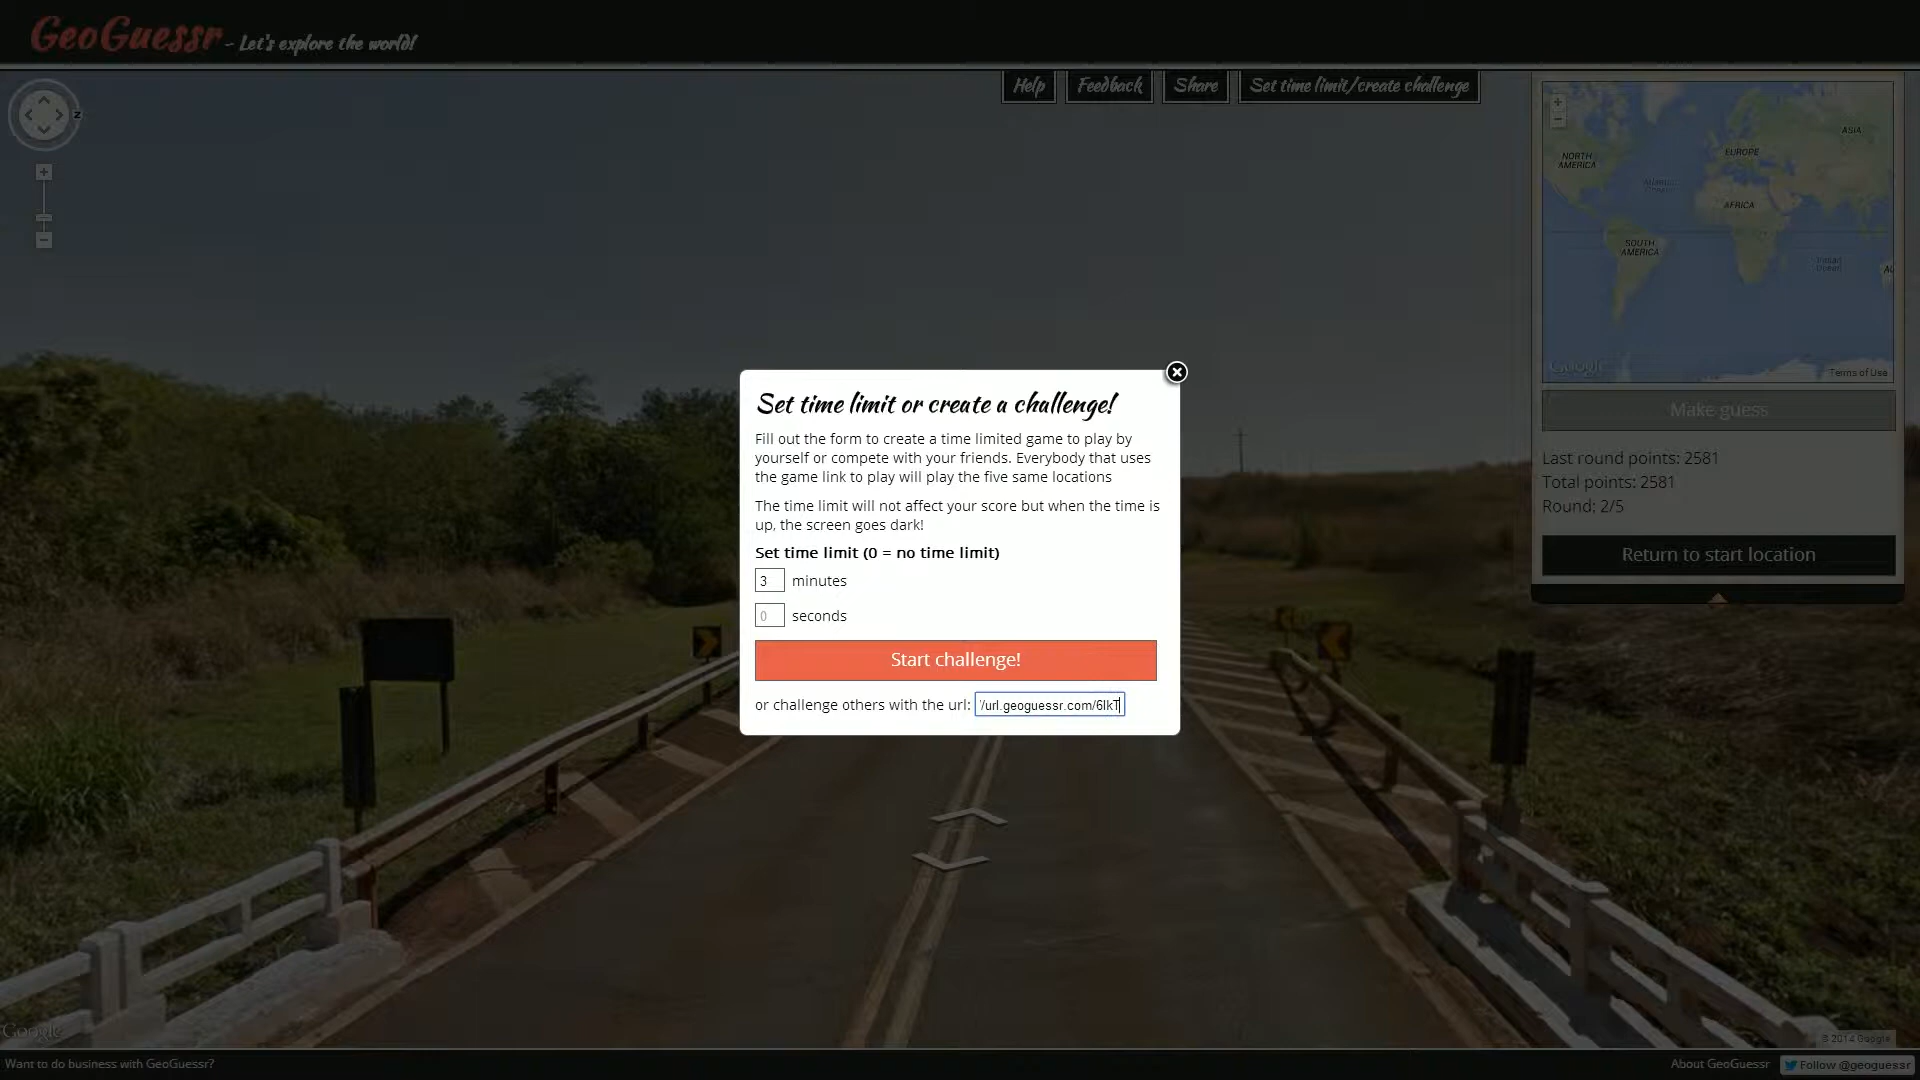 GeoGuessr - Let's explore the world!
Help
Feedback
Share
Set time limit/create challenge
z
NORTH AMERICA
EUROPE
ASIA
AFRICA
SOUTH AMERICA
Indian Ocean
AU
Google
Terms of Use
Make guess
Last round points: 2581
Total points: 2581
Round: 2/5
Return to start location
Set time limit or create a challenge!
Fill out the form to create a time limited game to play by
yourself or compete with your friends. Everybody that uses
the game link to play will play the five same locations
The time limit will not affect your score but when the time is
up, the screen goes dark!
Set time limit (0 = no time limit)
3 minutes
0 seconds
Start challenge!
or challenge others with the url: /url.geoguessr.com/6lkT
Google
© 2014 Google
Want to do business with GeoGuessr?
About GeoGuessr
Follow @geoguessr